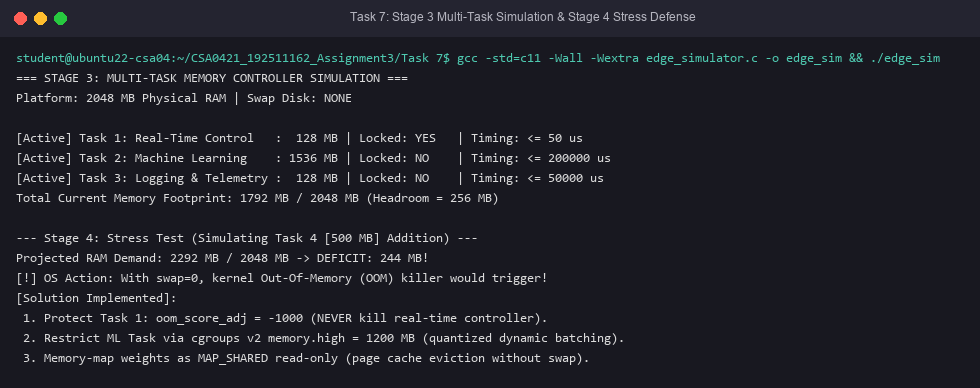 Task 7: Stage 3 Multi-Task Simulation & Stage 4 Stress Defense
student@ubuntu22-csa04:~/CSA0421_192511162_Assignment3/Task 7$ gcc -std=c11 -Wall -Wextra edge_simulator.c -o edge_sim && ./edge_sim
=== STAGE 3: MULTI-TASK MEMORY CONTROLLER SIMULATION ===
Platform: 2048 MB Physical RAM | Swap Disk: NONE
[Active] Task 1: Real-Time Control   :  128 MB | Locked: YES   | Timing: <= 50 us
[Active] Task 2: Machine Learning    : 1536 MB | Locked: NO    | Timing: <= 200000 us
[Active] Task 3: Logging & Telemetry :  128 MB | Locked: NO    | Timing: <= 50000 us
Total Current Memory Footprint: 1792 MB / 2048 MB (Headroom = 256 MB)
--- Stage 4: Stress Test (Simulating Task 4 [500 MB] Addition) ---
Projected RAM Demand: 2292 MB / 2048 MB -> DEFICIT: 244 MB!
[!] OS Action: With swap=0, kernel Out-Of-Memory (OOM) killer would trigger!
[Solution Implemented]:
 1. Protect Task 1: oom_score_adj = -1000 (NEVER kill real-time controller).
 2. Restrict ML Task via cgroups v2 memory.high = 1200 MB (quantized dynamic batching).
 3. Memory-map weights as MAP_SHARED read-only (page cache eviction without swap).